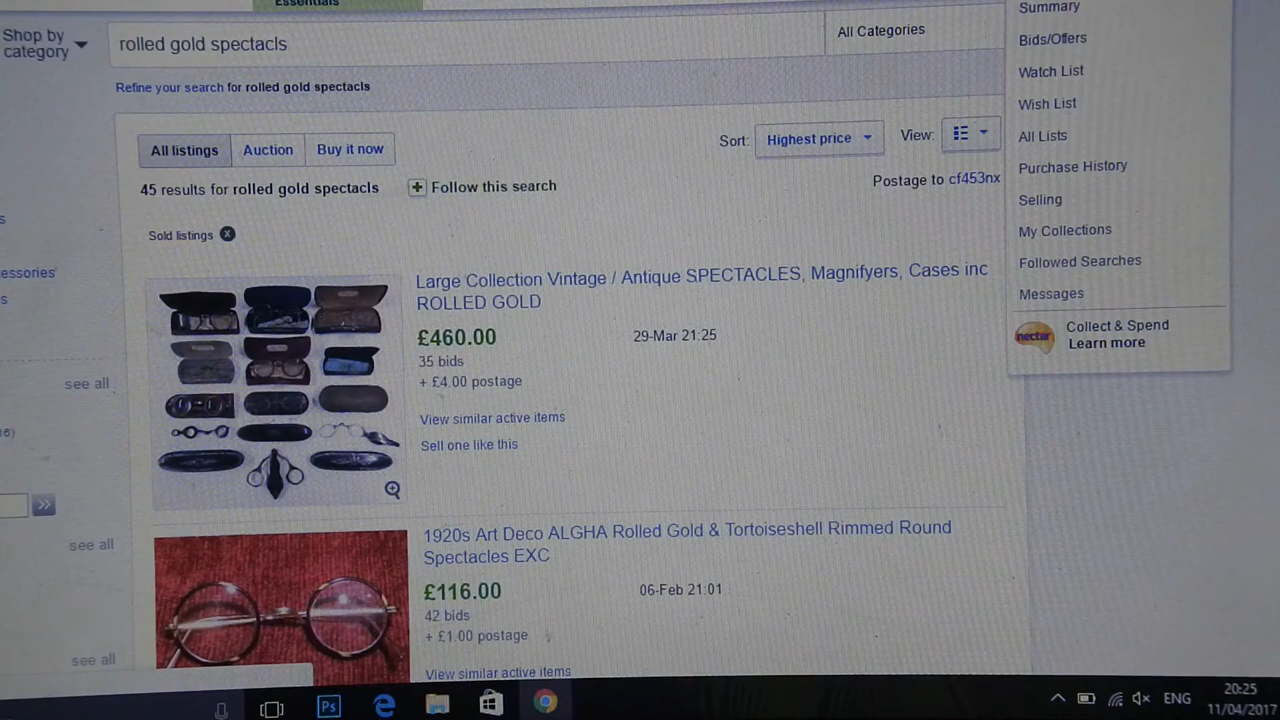 Essentials
Shop by
category
rolled gold spectacls
All Categories
Refine your search for rolled gold spectacls
All listings
Auction
Buy it now
Sort:
Highest price
View:
45 results for rolled gold spectacls
Follow this search
Postage to cf453nx
Sold listings
Large Collection Vintage / Antique SPECTACLES, Magnifyers, Cases inc
ROLLED GOLD
£460.00
29-Mar 21:25
35 bids
+ £4.00 postage
View similar active items
Sell one like this
1920s Art Deco ALGHA Rolled Gold & Tortoiseshell Rimmed Round
Spectacles EXC
£116.00
06-Feb 21:01
42 bids
+ £1.00 postage
View similar active items
Summary
Bids/Offers
Watch List
Wish List
All Lists
Purchase History
Selling
My Collections
Followed Searches
Messages
nectar
Collect & Spend
Learn more
s
essories
s
see all
6)
see all
see all
Ps
ENG
20:25
11/04/2017